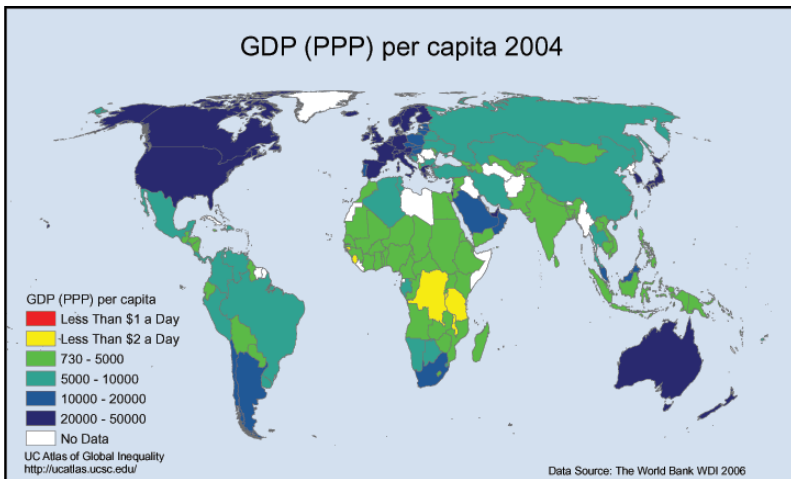 GDP (PPP) per capita 2004
GDP (PPP) per capita
Less Than $1 a Day
Less Than $2 a Day
730 - 5000
5000 - 10000
10000 - 20000
20000 - 50000
No Data
UC Atlas of Global Inequality
http://ucatlas.ucsc.edu/
Data Source: The World Bank WDI 2006